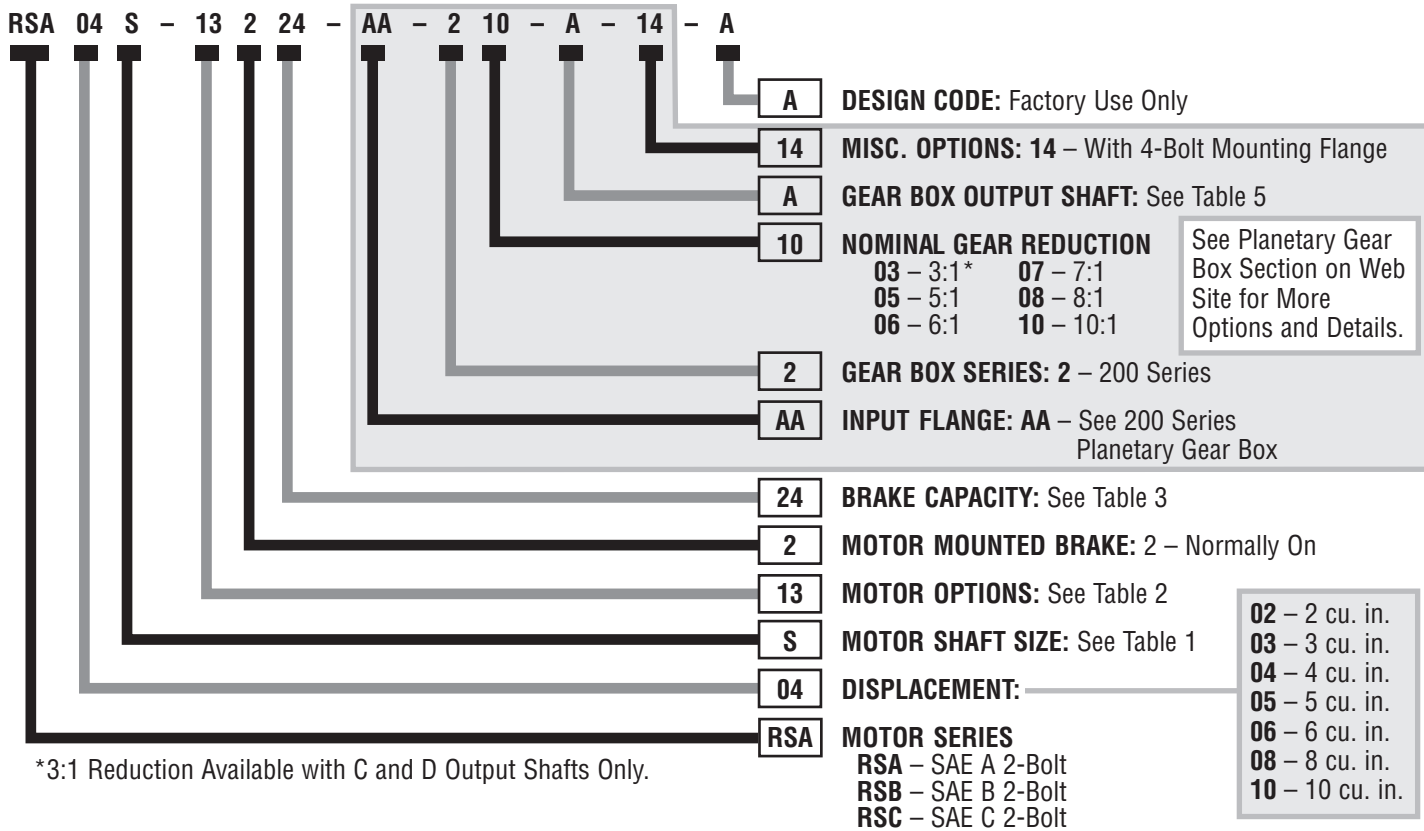 RSA 04 S – 13 2 24 – AA – 2 10 – A – 14 – A
A DESIGN CODE: Factory Use Only
14 MISC. OPTIONS: 14 – With 4-Bolt Mounting Flange
A GEAR BOX OUTPUT SHAFT: See Table 5
10 NOMINAL GEAR REDUCTION
03 – 3:1* 07 – 7:1
05 – 5:1 08 – 8:1
06 – 6:1 10 – 10:1
See Planetary Gear
Box Section on Web
Site for More
Options and Details.
2 GEAR BOX SERIES: 2 – 200 Series
AA INPUT FLANGE: AA – See 200 Series
Planetary Gear Box
24 BRAKE CAPACITY: See Table 3
2 MOTOR MOUNTED BRAKE: 2 – Normally On
13 MOTOR OPTIONS: See Table 2
S MOTOR SHAFT SIZE: See Table 1
04 DISPLACEMENT:
02 – 2 cu. in.
03 – 3 cu. in.
04 – 4 cu. in.
05 – 5 cu. in.
06 – 6 cu. in.
08 – 8 cu. in.
10 – 10 cu. in.
RSA MOTOR SERIES
RSA – SAE A 2-Bolt
RSB – SAE B 2-Bolt
RSC – SAE C 2-Bolt
*3:1 Reduction Available with C and D Output Shafts Only.